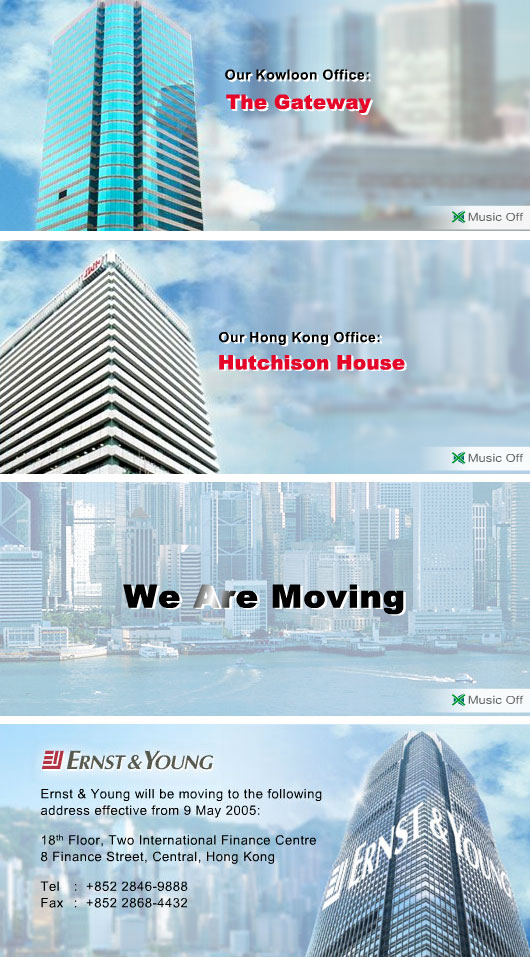 Our Kowloon Office:
The Gateway
Music Off
Our Hong Kong Office:
Hutchison House
Music Off
We Are Moving
Music Off
ERNST & YOUNG
Ernst & Young will be moving to the following
address effective from 9 May 2005:
18th Floor, Two International Finance Centre
8 Finance Street, Central, Hong Kong
Tel : +852 2846-9888
Fax : +852 2868-4432
ERNST & YOUNG